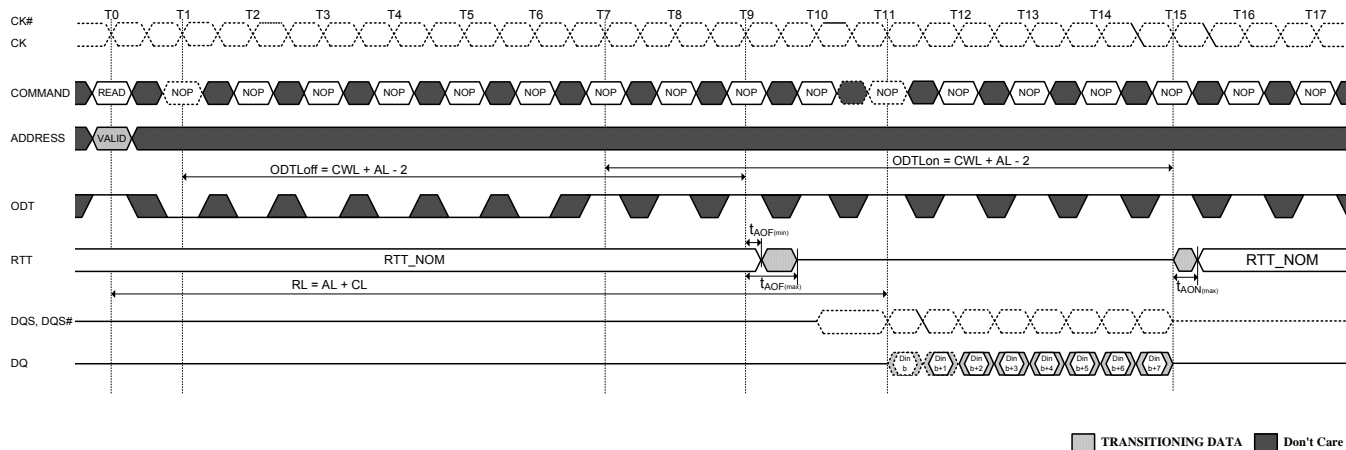 T0 T1 T2 T3 T4 T5 T6 T7 T8 T9 T10 T11 T12 T13 T14 T15 T16 T17
CK#
CK
COMMAND READ NOP NOP NOP NOP NOP NOP NOP NOP NOP NOP NOP NOP NOP NOP NOP NOP NOP
ADDRESS VALID
ODTLoff = CWL + AL - 2 ODTLon = CWL + AL - 2
ODT
tAOF(min)
RTT RTT_NOM RTT_NOM
tAOF(max) tAON(max)
RL = AL + CL
DQS, DQS#
DQ Din b Din b+1 Din b+2 Din b+3 Din b+4 Din b+5 Din b+6 Din b+7
TRANSITIONING DATA Don't Care